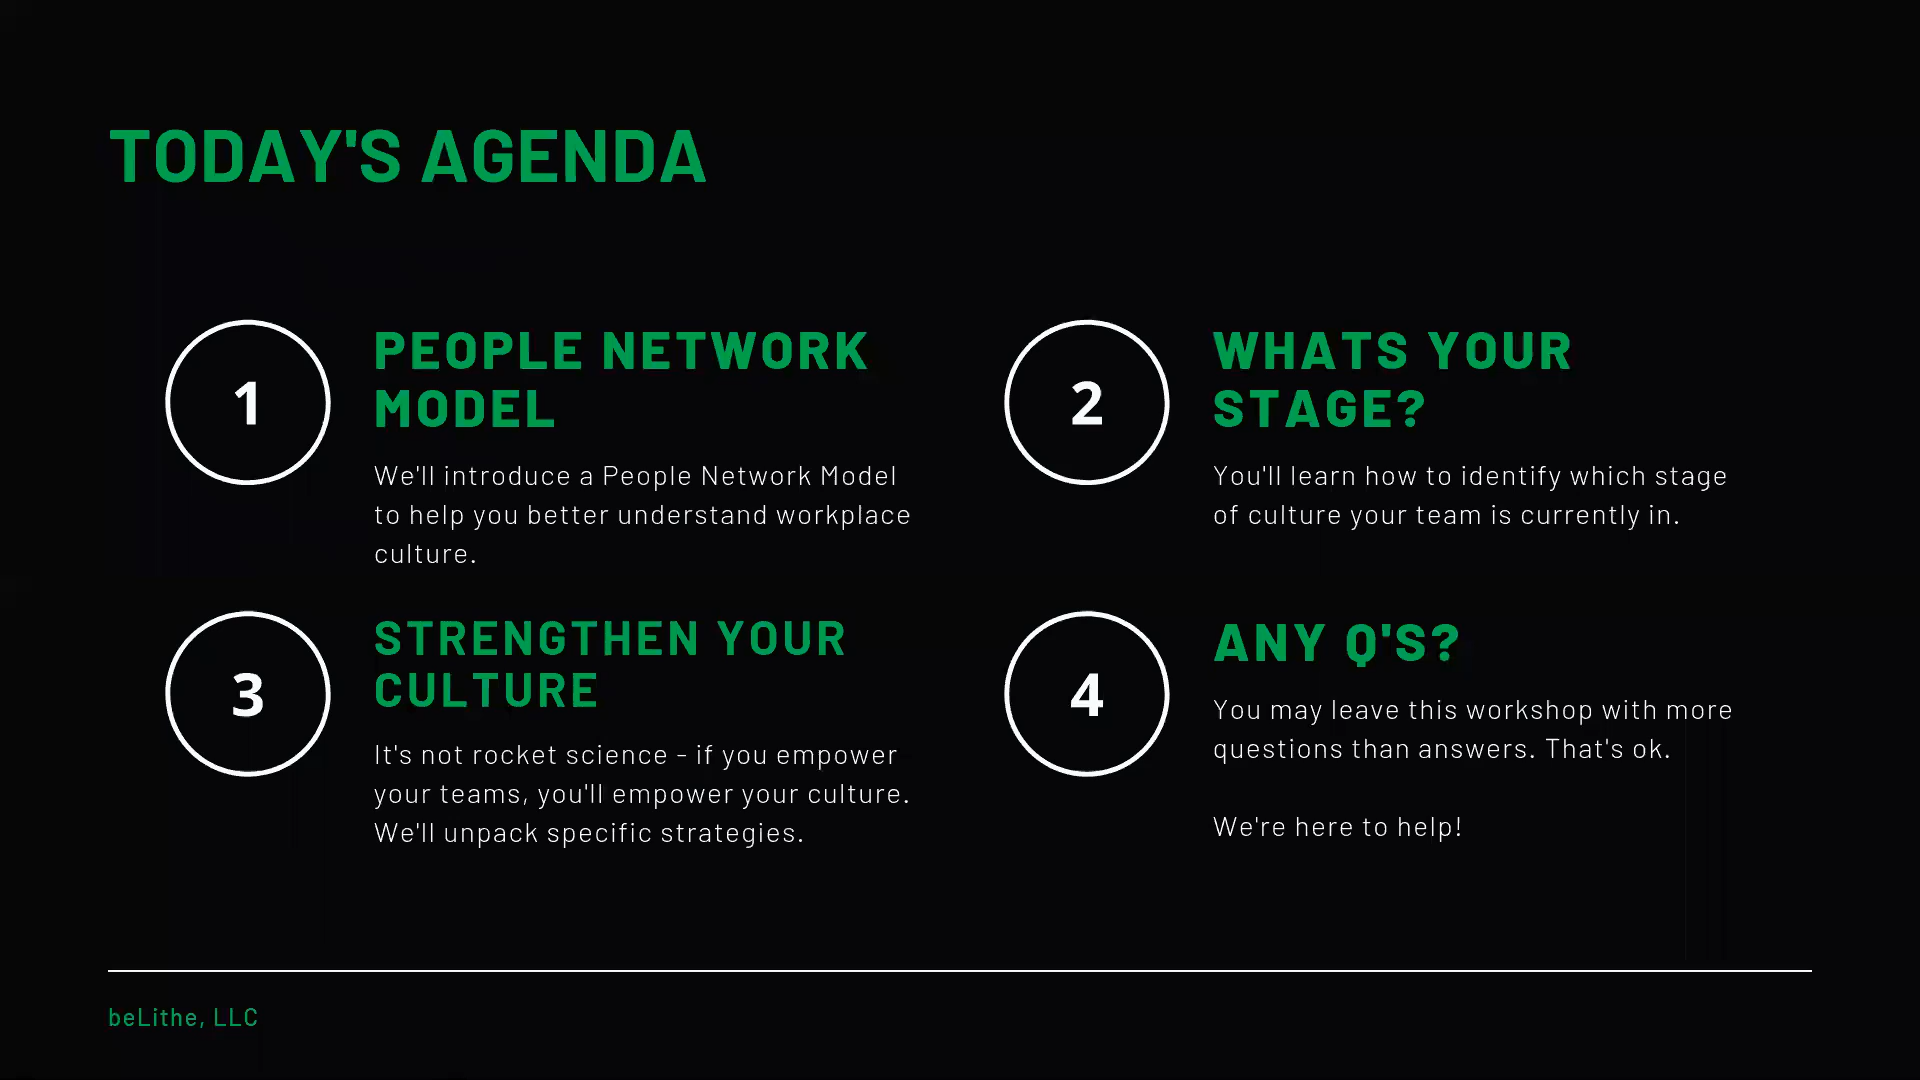 TODAY'S AGENDA
1
PEOPLE NETWORK
MODEL
We'll introduce a People Network Model
to help you better understand workplace
culture.
2
WHATS YOUR
STAGE?
You'll learn how to identify which stage
of culture your team is currently in.
3
STRENGTHEN YOUR
CULTURE
It's not rocket science - if you empower
your teams, you'll empower your culture.
We'll unpack specific strategies.
4
ANY Q'S?
You may leave this workshop with more
questions than answers. That's ok.
We're here to help!
beLithe, LLC